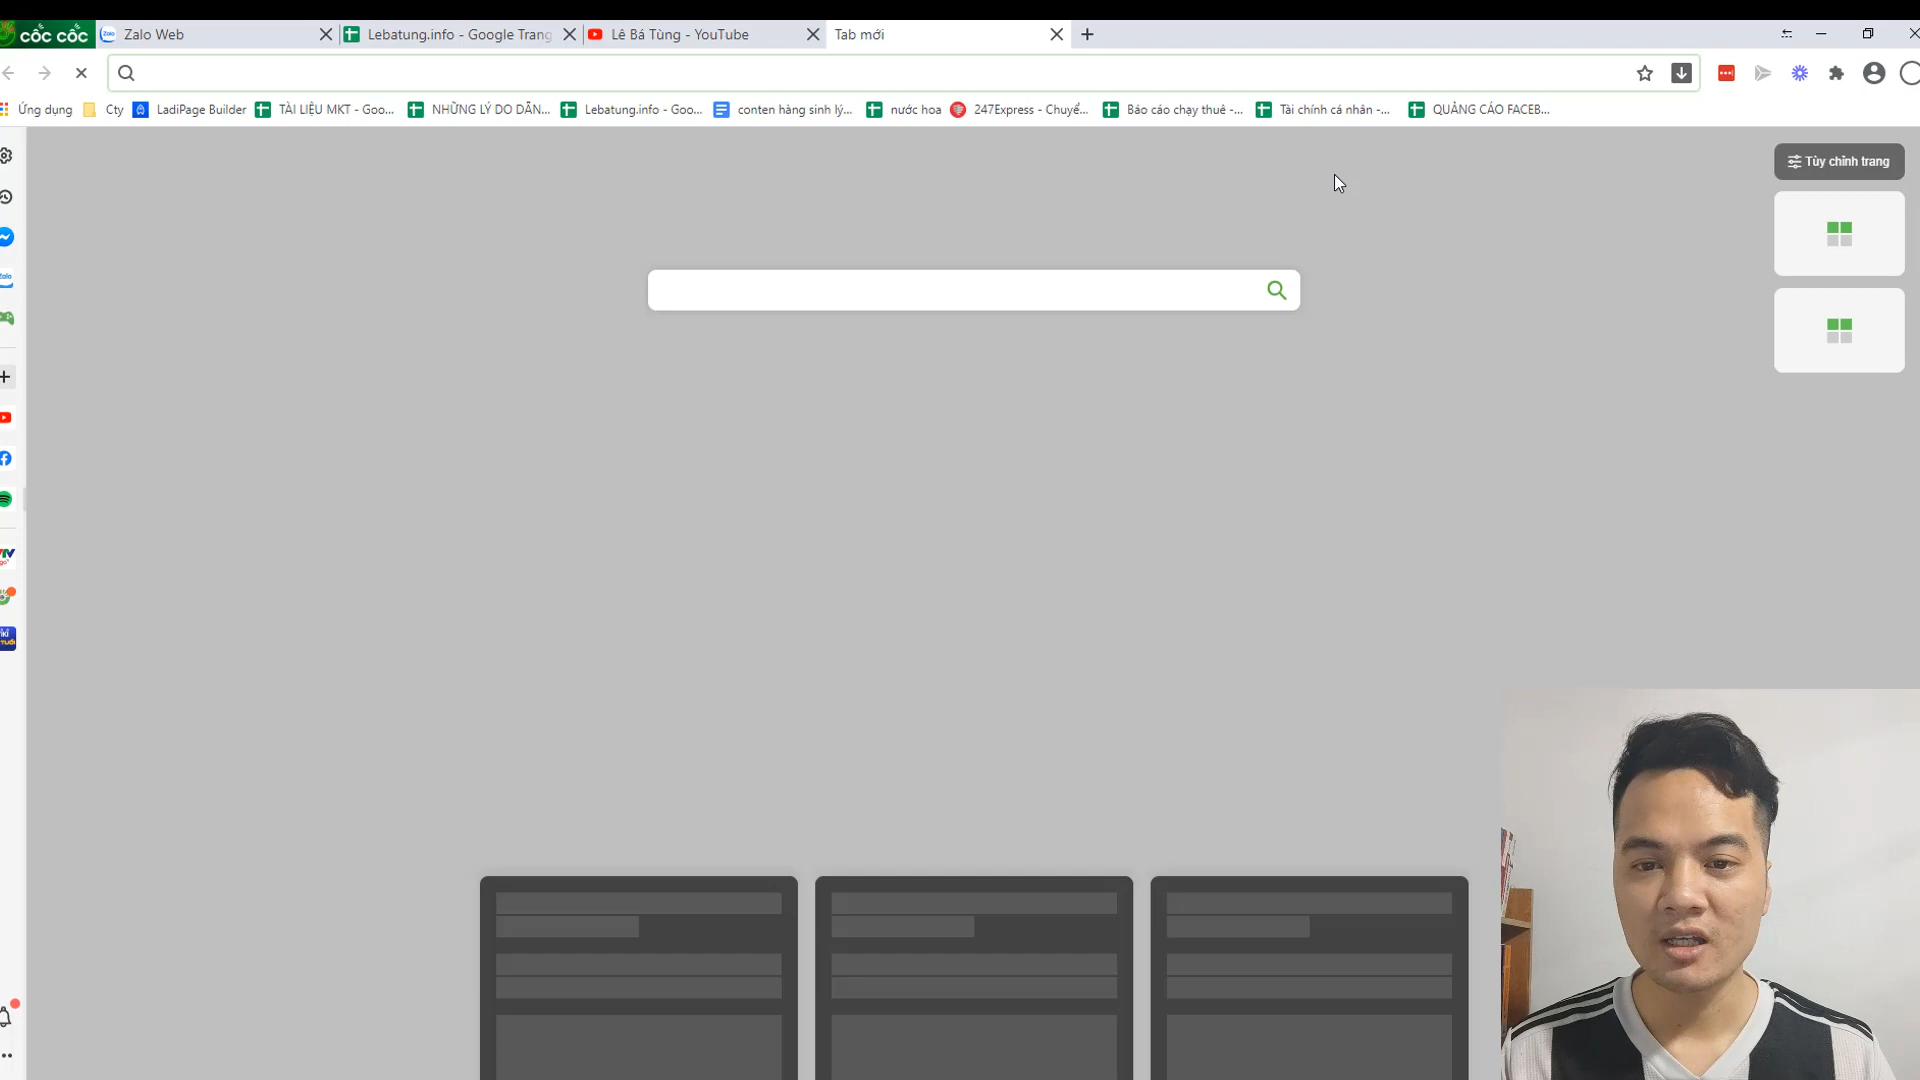 cốc cốc
Zalo Web
Lebatung.info - Google Trang
Lê Bá Tùng - YouTube
Tab mới
Ứng dụng
Cty
LadiPage Builder
TÀI LIỆU MKT - Goo...
NHỮNG LÝ DO DẪN...
Lebatung.info - Goo...
conten hàng sinh lý...
nước hoa
247Express - Chuyể...
Báo cáo chạy thuê -...
Tài chính cá nhân -...
QUẢNG CÁO FACEB...
Tùy chỉnh trang
Zalo